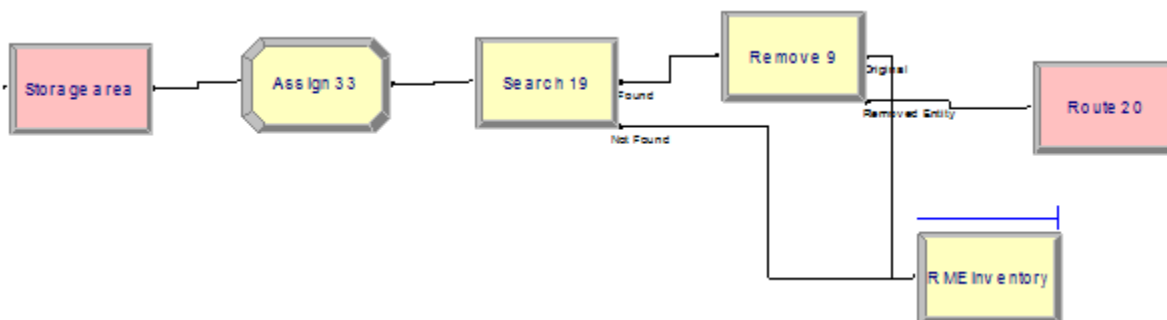 Storage area
Assign 33
Search 19
Found
Not Found
Remove 9
Original
Removed Entity
Route 20
RME Inventory